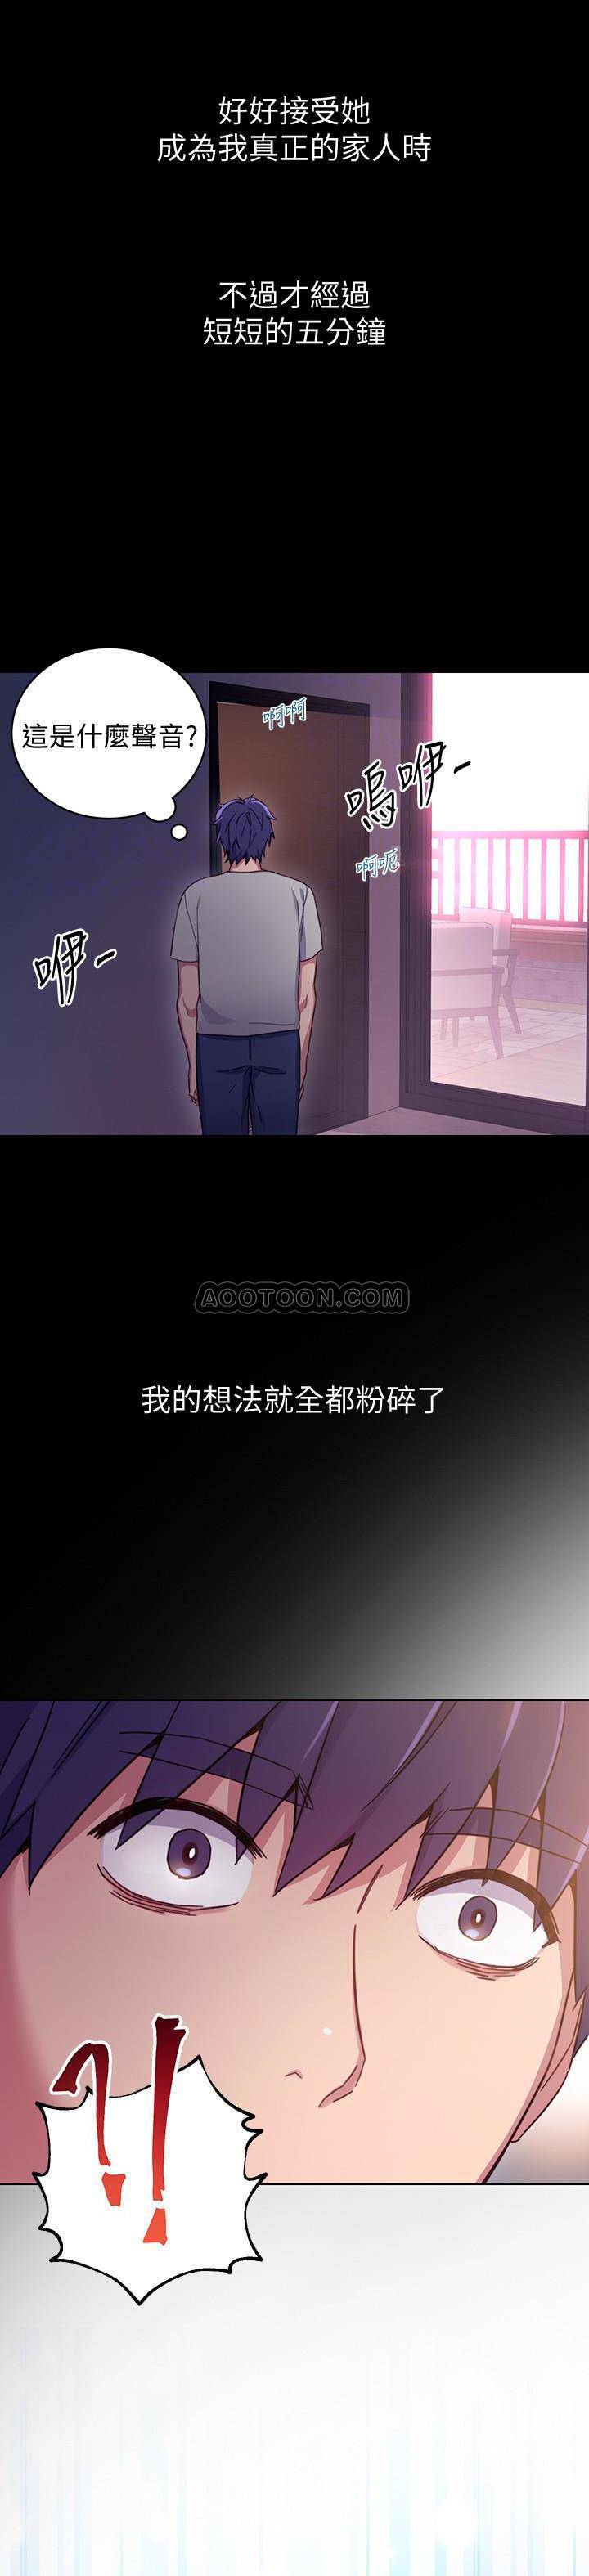 好好接受她
成為我真正的家人時
不過才經過
短短的五分鐘
這是什麼聲音?
啊啊
嗚咿-
啊呃
咿-
AOOTOON.COM
我的想法就全都粉碎了
?!